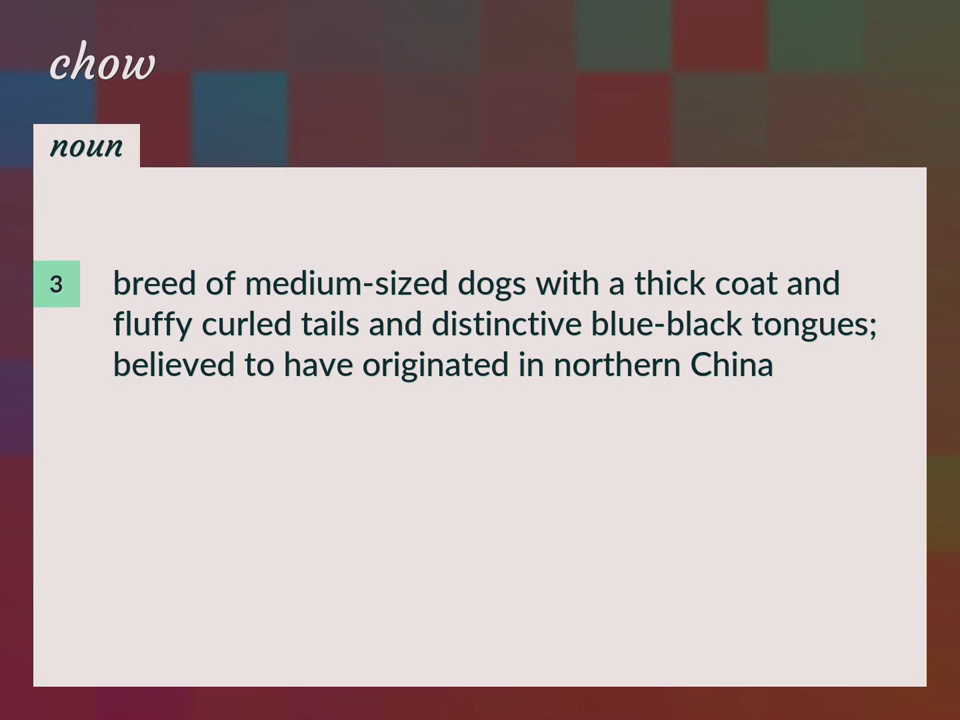 chow
noun
3
breed of medium-sized dogs with a thick coat and
fluffy curled tails and distinctive blue-black tongues;
believed to have originated in northern China